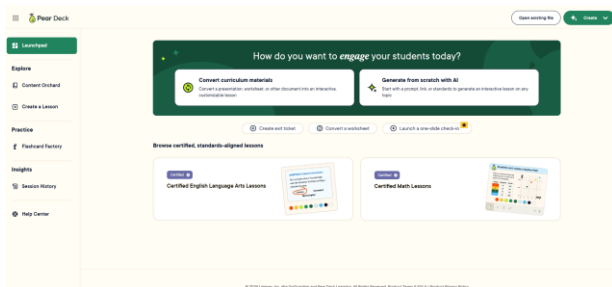 Pear Deck
Open existing file
Create
Launchpad
Explore
Content Orchard
Create a Lesson
Practice
Flashcard Factory
Insights
Session History
Help Center
How do you want to engage your students today?
Convert curriculum materials
Convert a presentation, worksheet, or other document into an interactive, customizable lesson
Generate from scratch with AI
Start with a prompt, link, or standards to generate an interactive lesson on any topic
Create exit ticket
Convert a worksheet
Launch a one-slide check-in
Browse certified, standards-aligned lessons
Certified
Certified English Language Arts Lessons
Certified
Certified Math Lessons